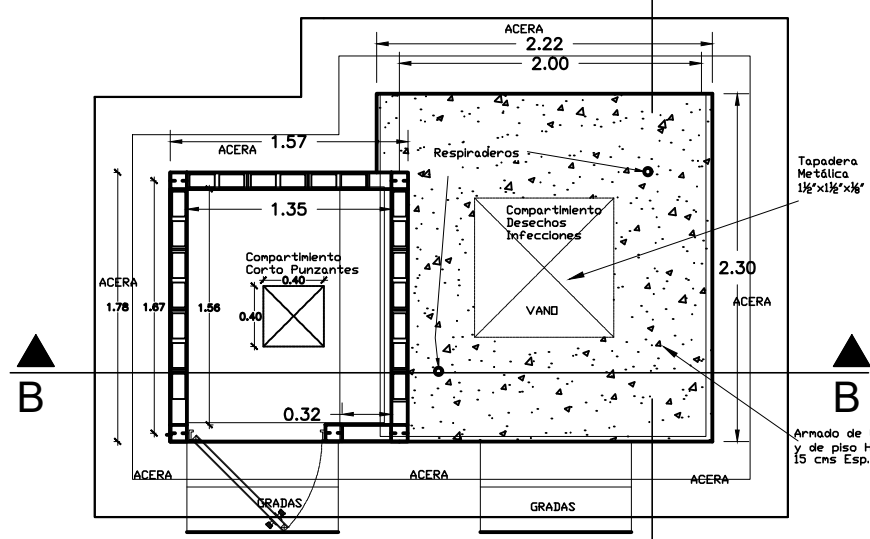 ACERA
2.22
2.00
1.57
ACERA
Respiraderos
Tapadera
Metálica
1½"x1½"x⅛"
1.35
Compartimiento
Desechos
Infecciones
Compartimiento
Corto Punzantes
0.40
2.30
ACERA
ACERA
1.78
1.67
1.56
0.40
VANO
B
B
0.32
Armado de
y de piso H
15 cms Esp.
ACERA
ACERA
ACERA
GRADAS
GRADAS